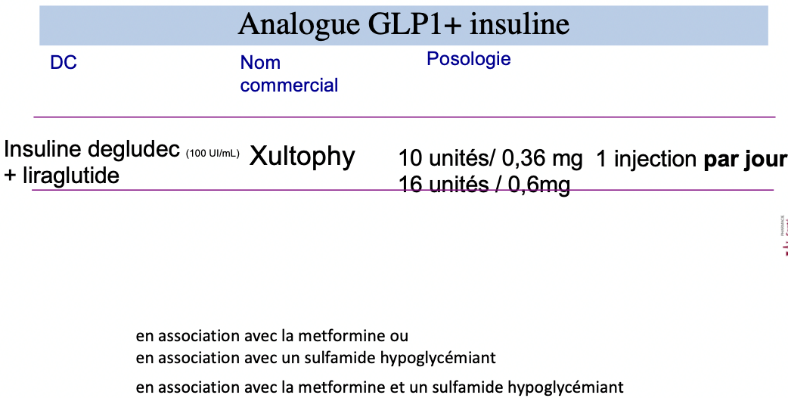 Analogue GLP1+ insuline
DC
Nom
commercial
Posologie
Insuline degludec (100 UI/mL)
+ liraglutide
Xultophy
10 unités/ 0,36 mg
16 unités / 0,6mg
1 injection par jour
en association avec la metformine ou
en association avec un sulfamide hypoglycémiant
en association avec la metformine et un sulfamide hypoglycémiant